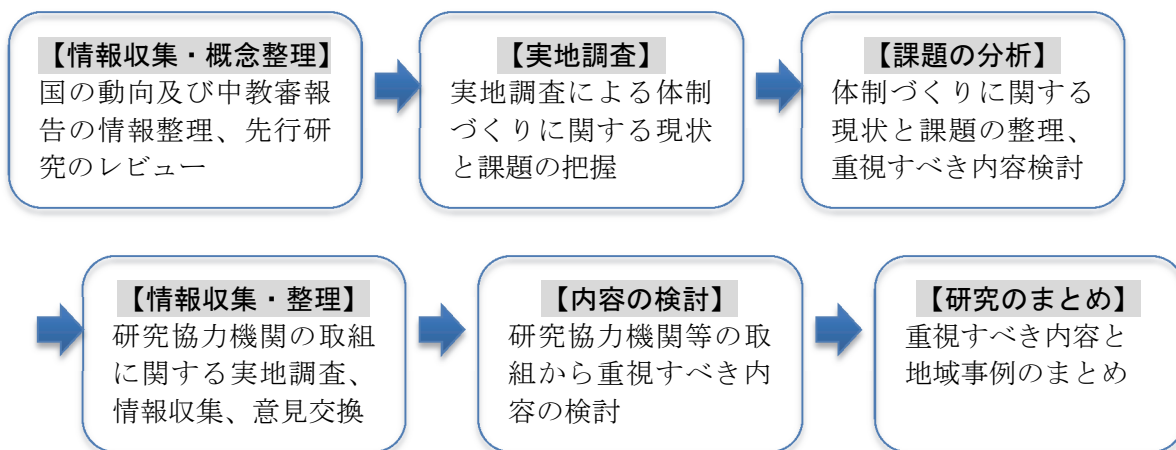 【情報収集・概念整理】
国の動向及び中教審報
告の情報整理、先行研
究のレビュー
【実地調査】
実地調査による体制
づくりに関する現状
と課題の把握
【課題の分析】
体制づくりに関する
現状と課題の整理、
重視すべき内容検討
【情報収集・整理】
研究協力機関の取組
に関する実地調査、
情報収集、意見交換
【内容の検討】
研究協力機関等の取
組から重視すべき内
容の検討
【研究のまとめ】
重視すべき内容と
地域事例のまとめ